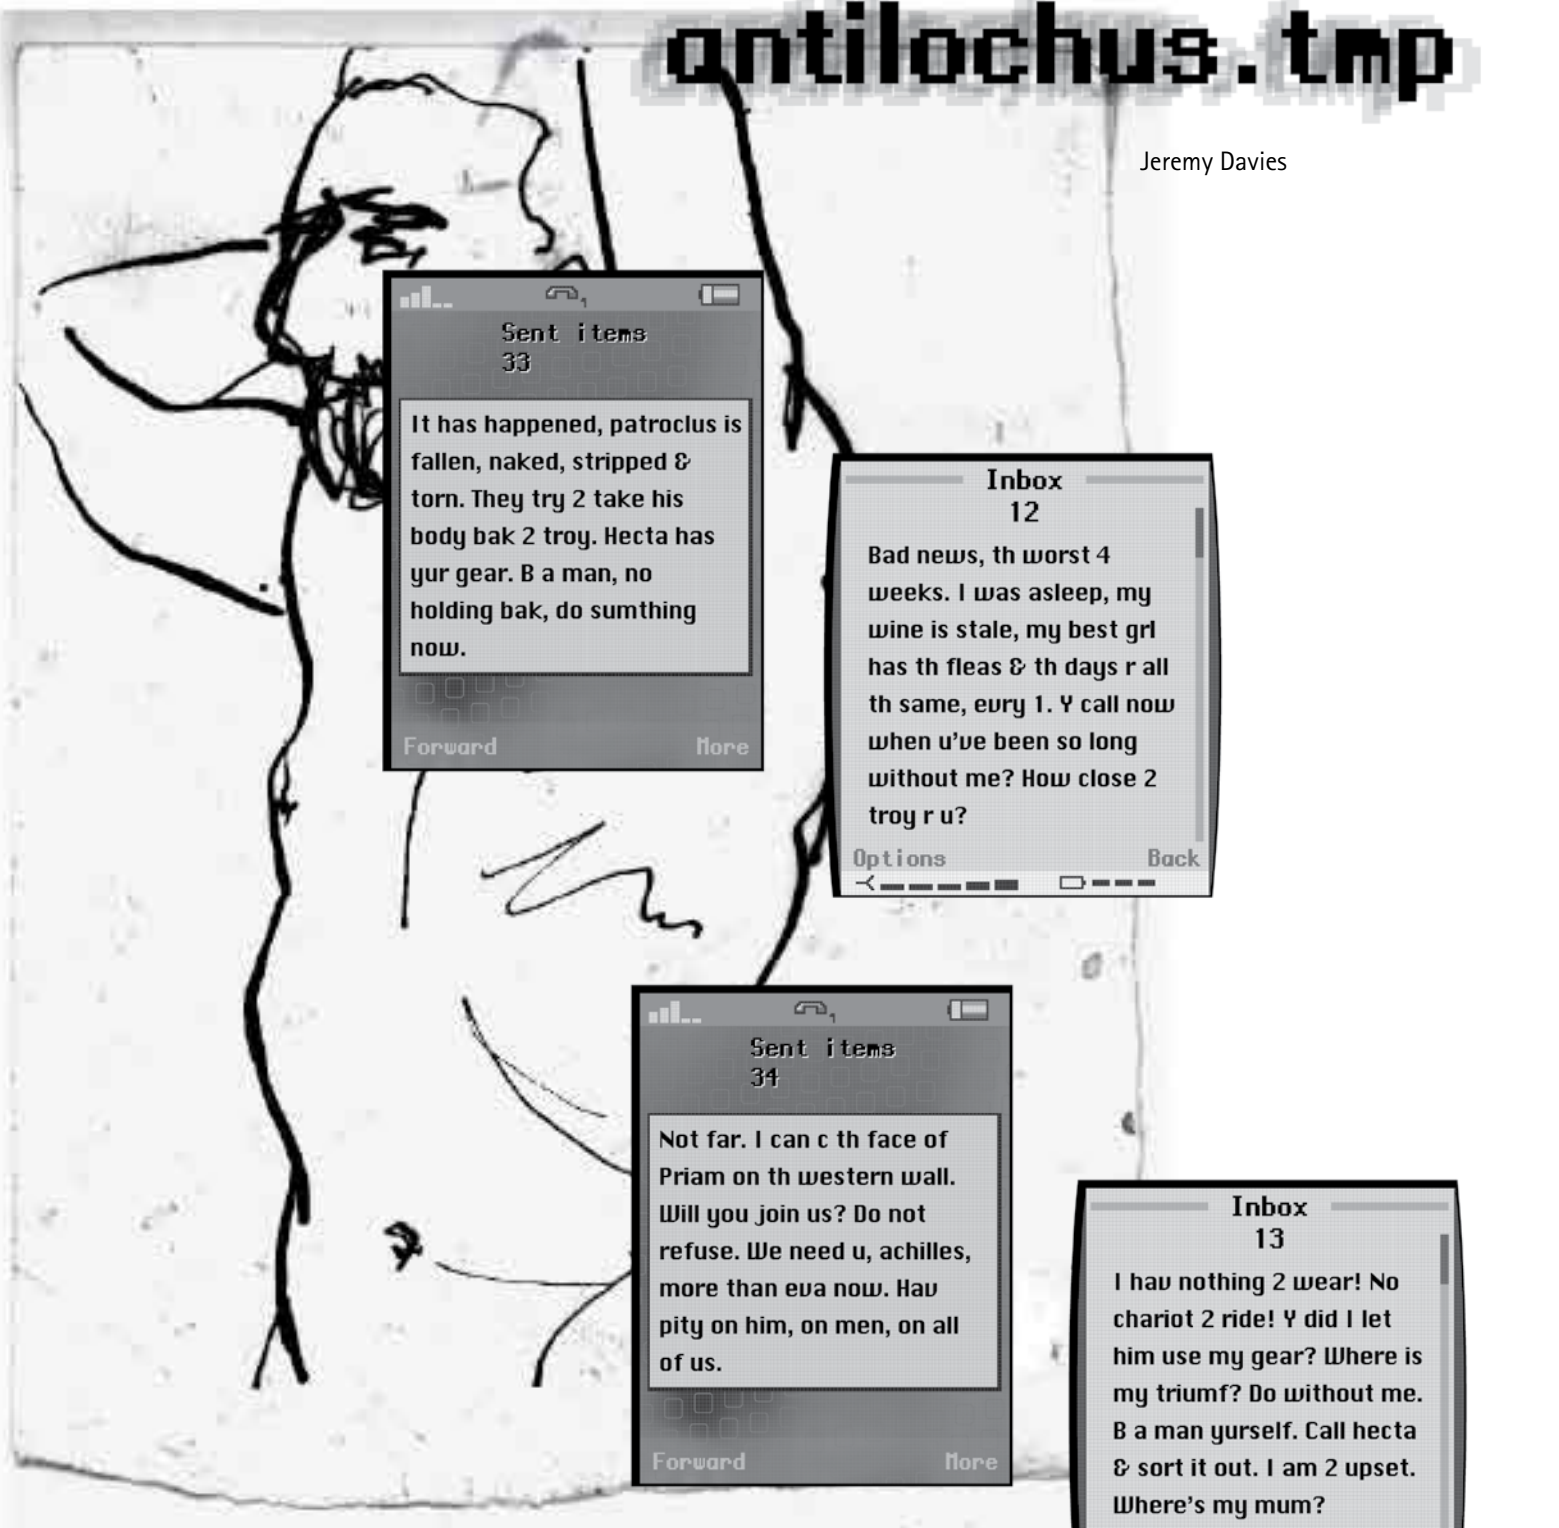 antilochus.tmp
Jeremy Davies
Sent items
33
It has happened, patroclus is
fallen, naked, stripped &
torn. They try 2 take his
body bak 2 troy. Hecta has
yur gear. B a man, no
holding bak, do sumthing
now.
Forward More
Inbox
12
Bad news, th worst 4
weeks. I was asleep, my
wine is stale, my best grl
has th fleas & th days r all
th same, evry 1. Y call now
when u've been so long
without me? How close 2
troy r u?
Options Back
Sent items
34
Not far. I can c th face of
Priam on th western wall.
Will you join us? Do not
refuse. We need u, achilles,
more than eva now. Hav
pity on him, on men, on all
of us.
Forward More
Inbox
13
I hav nothing 2 wear! No
chariot 2 ride! Y did I let
him use my gear? Where is
my triumf? Do without me.
B a man yurself. Call hecta
& sort it out. I am 2 upset.
Where's my mum?